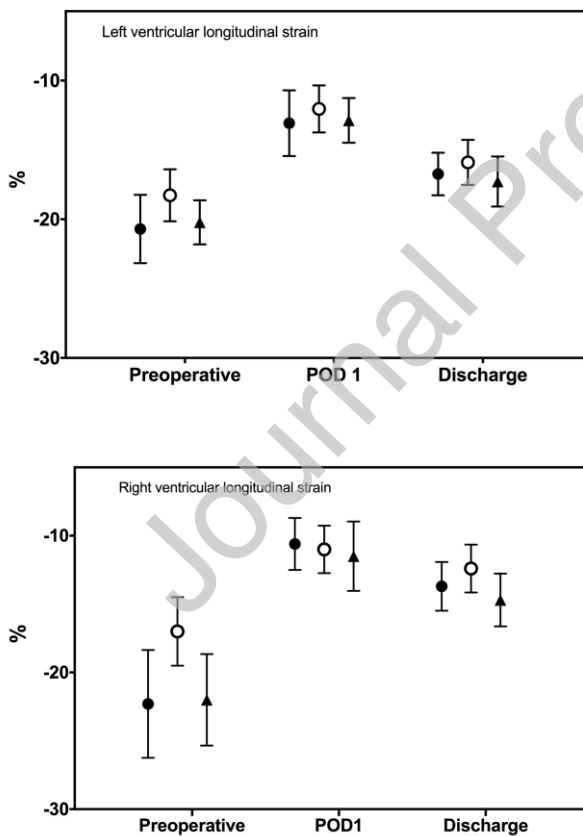 Left ventricular longitudinal strain
-10
%
-20
-30
Preoperative POD 1 Discharge
Right ventricular longitudinal strain
-10
%
-20
-30
Preoperative POD1 Discharge
Journal Pre